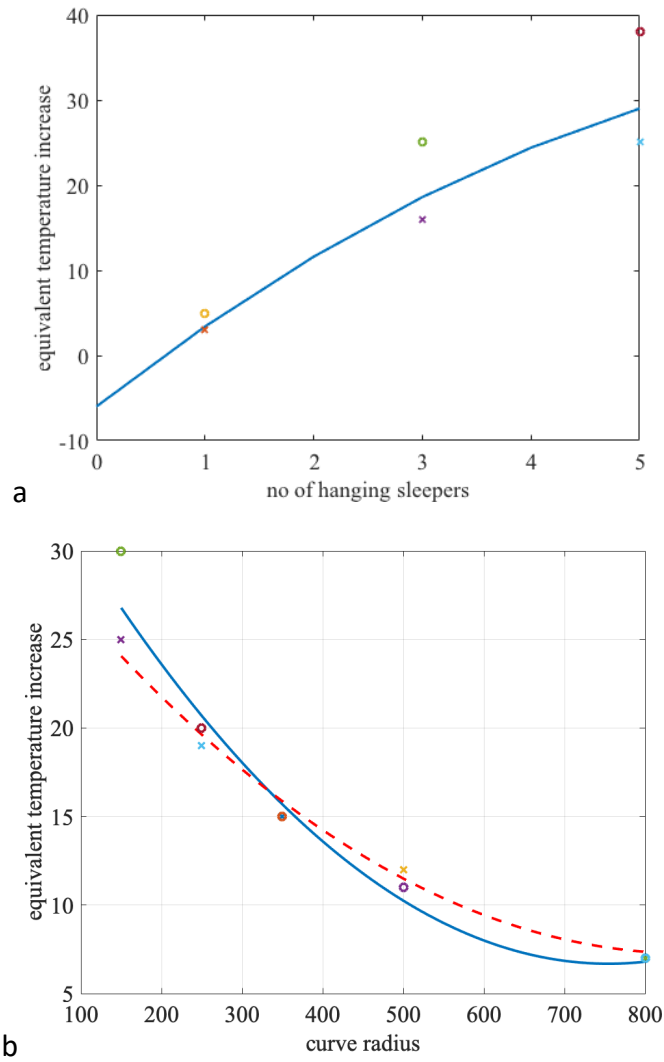 40
30
20
10
0
-10
equivalent temperature increase
0 1 2 3 4 5
no of hanging sleepers
a
30
25
20
15
10
5
equivalent temperature increase
100 200 300 400 500 600 700 800
curve radius
b